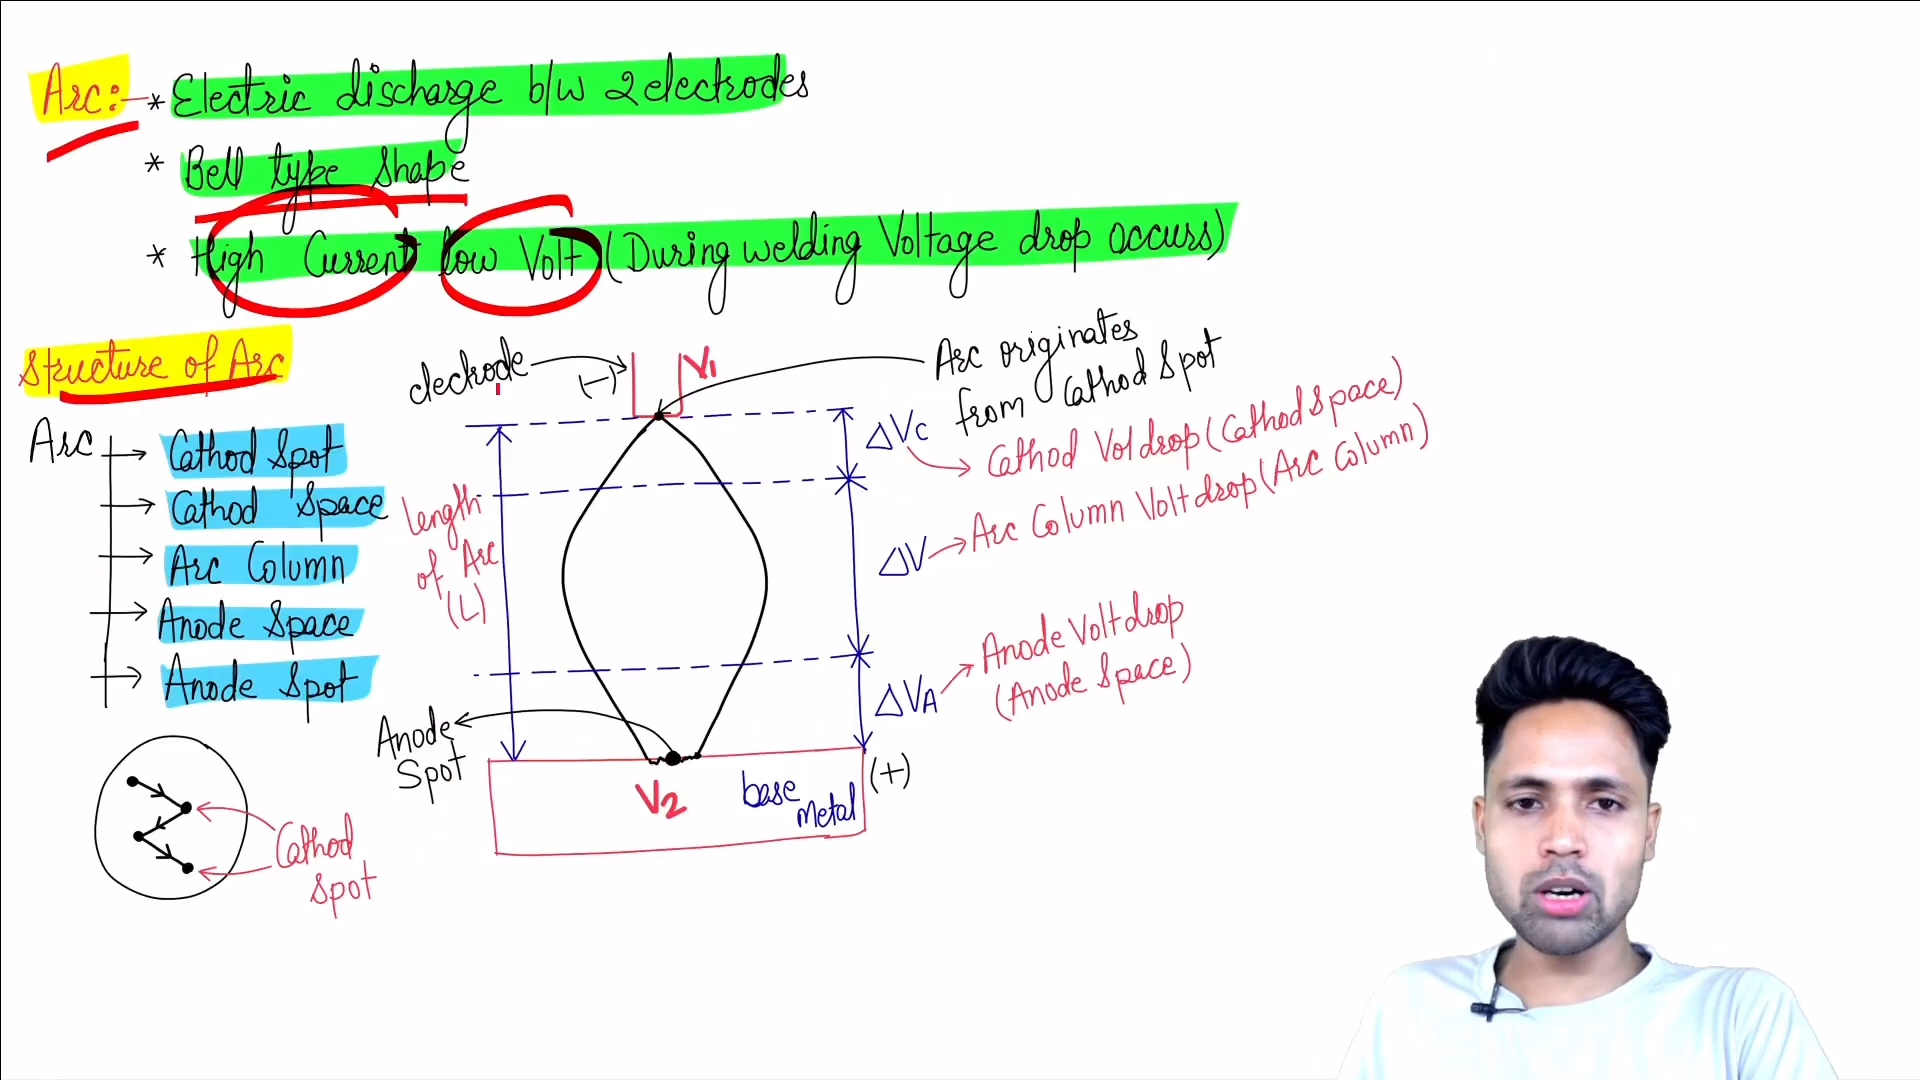 Arc:- * Electric discharge b/w 2 electrodes
* Bell type shape
* High Current low Volt (During welding Voltage drop occurs)
Structure of Arc
Arc
Cathod Spot
Cathod Space
Arc Column
Anode Space
Anode Spot
Cathod
Spot
electrode
(-)
V1
Arc originates
from Cathod Spot
ΔVc
Cathod Vol drop (Cathod Space)
length
of Arc
(L)
ΔV
Arc Column Volt drop (Arc Column)
ΔVA
Anode Volt drop
(Anode Space)
Anode
Spot
V2
base
Metal
(+)